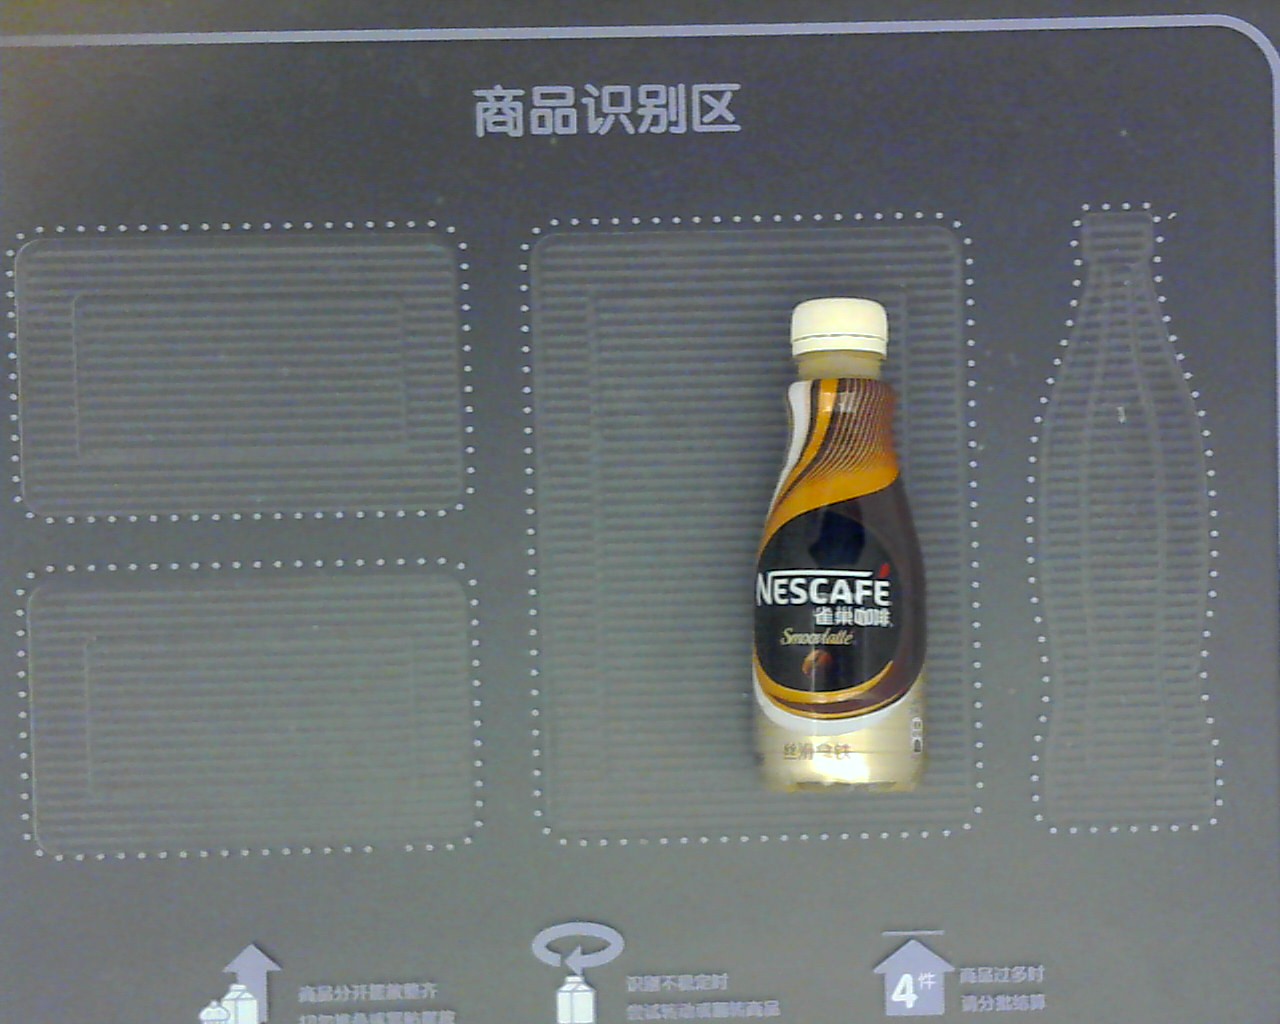 商品识别区
NESCAFÉ
雀巢咖啡
Smoovlatte
丝滑拿铁
商品分开摆放整齐
识别不稳定时
尝试转动或翻转商品
4件
商品过多时
请分批结算